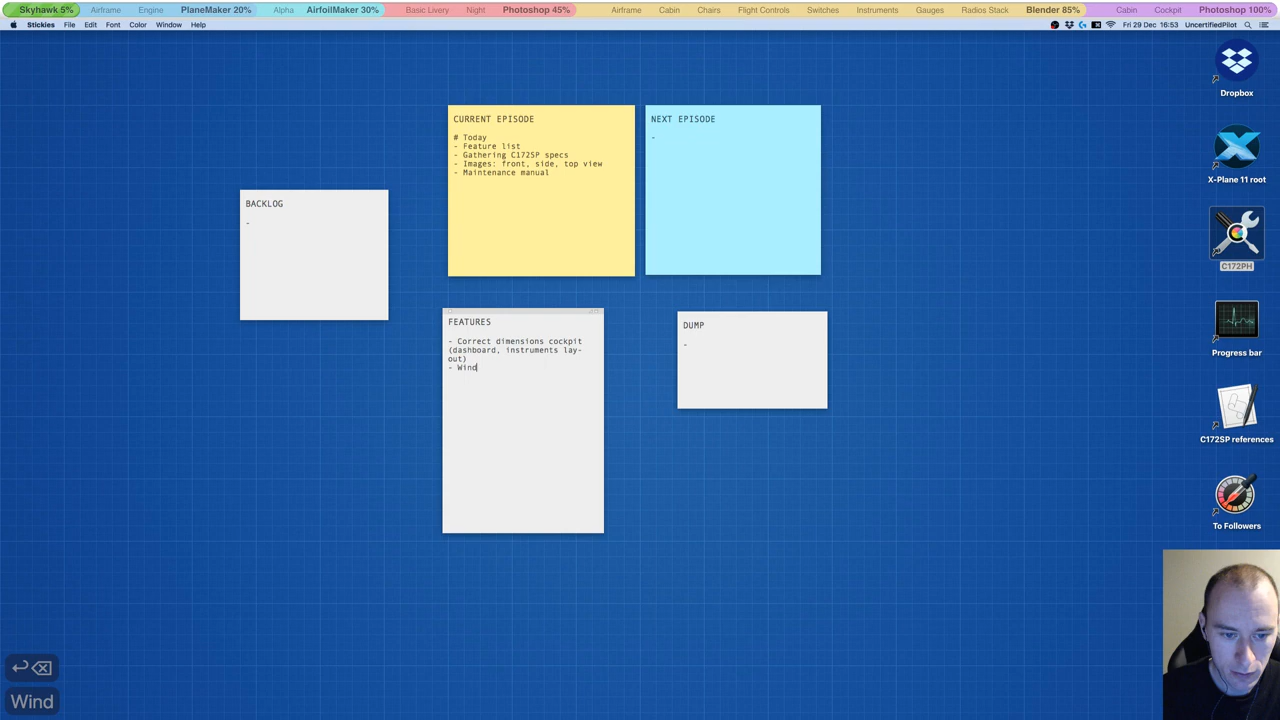 Skyhawk 5% Airframe Engine PlaneMaker 20% Alpha AirfoilMaker 30% Basic Livery Night Photoshop 45% Airframe Cabin Chairs Flight Controls Switches Instruments Gauges Radios Stack Blender 85% Cabin Cockpit Photoshop 100%
Stickies File Edit Font Color Window Help Fri 29 Dec 16:53 UncertifiedPilot
Dropbox
X-Plane 11 root
C172PH
Progress bar
C172SP references
To Followers
CURRENT EPISODE
# Today
- Feature list
- Gathering C172SP specs
- Images: front, side, top view
- Maintenance manual
NEXT EPISODE
-
BACKLOG
-
FEATURES
- Correct dimensions cockpit
(dashboard, instruments lay-
out)
- Wind
DUMP
-
Wind